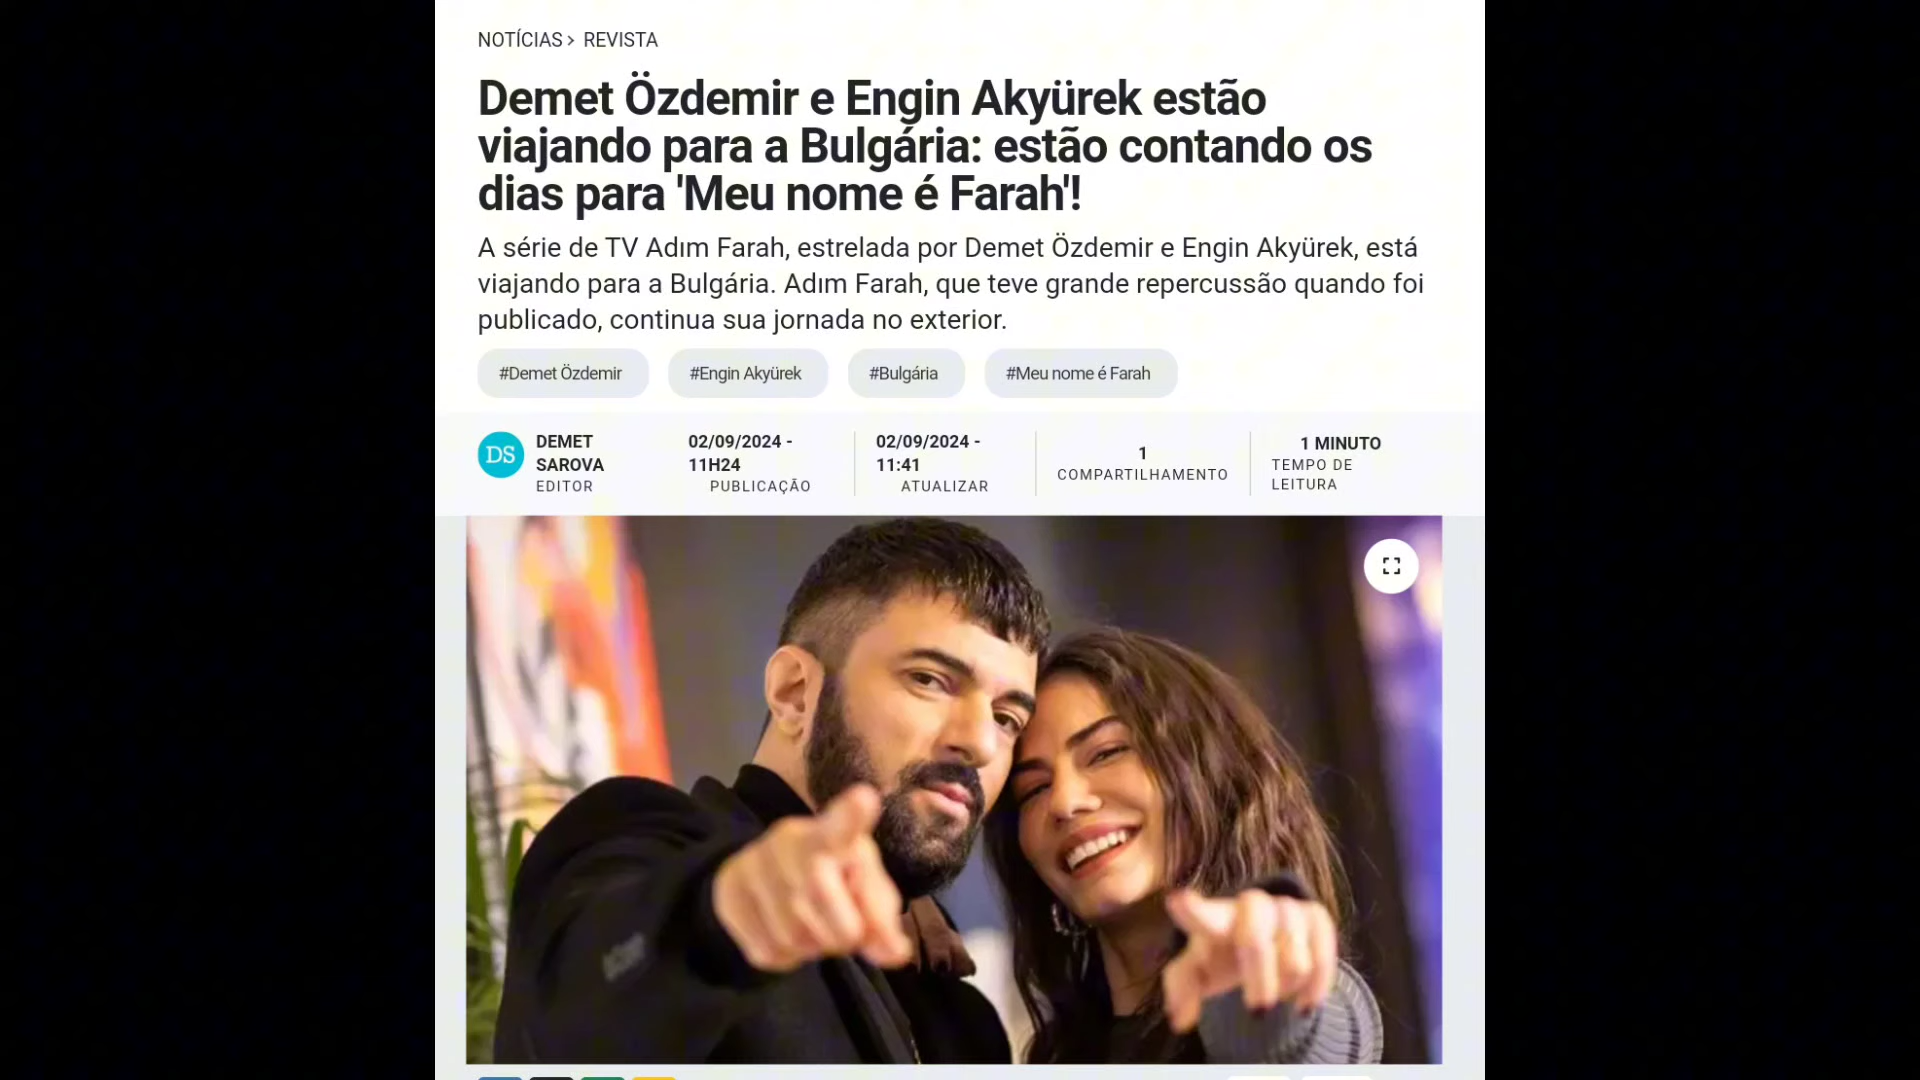 NOTÍCIAS › REVISTA
Demet Özdemir e Engin Akyürek estão
viajando para a Bulgária: estão contando os
dias para 'Meu nome é Farah'!
A série de TV Adım Farah, estrelada por Demet Özdemir e Engin Akyürek, está
viajando para a Bulgária. Adım Farah, que teve grande repercussão quando foi
publicado, continua sua jornada no exterior.
#Demet Özdemir #Engin Akyürek #Bulgária #Meu nome é Farah
DS
DEMET
SAROVA
EDITOR
02/09/2024 -
11H24
PUBLICAÇÃO
02/09/2024 -
11:41
ATUALIZAR
1
COMPARTILHAMENTO
1 MINUTO
TEMPO DE
LEITURA